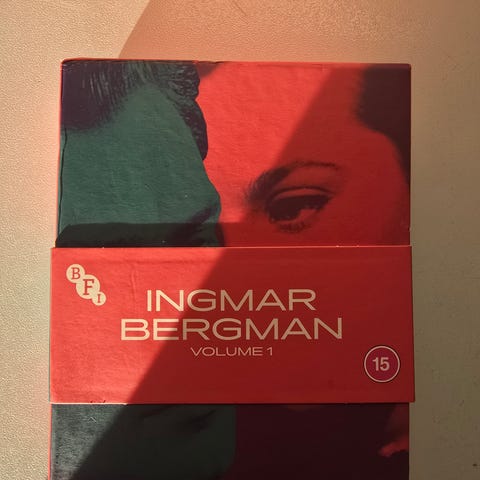 BFI
INGMAR
BERGMAN
VOLUME 1
15